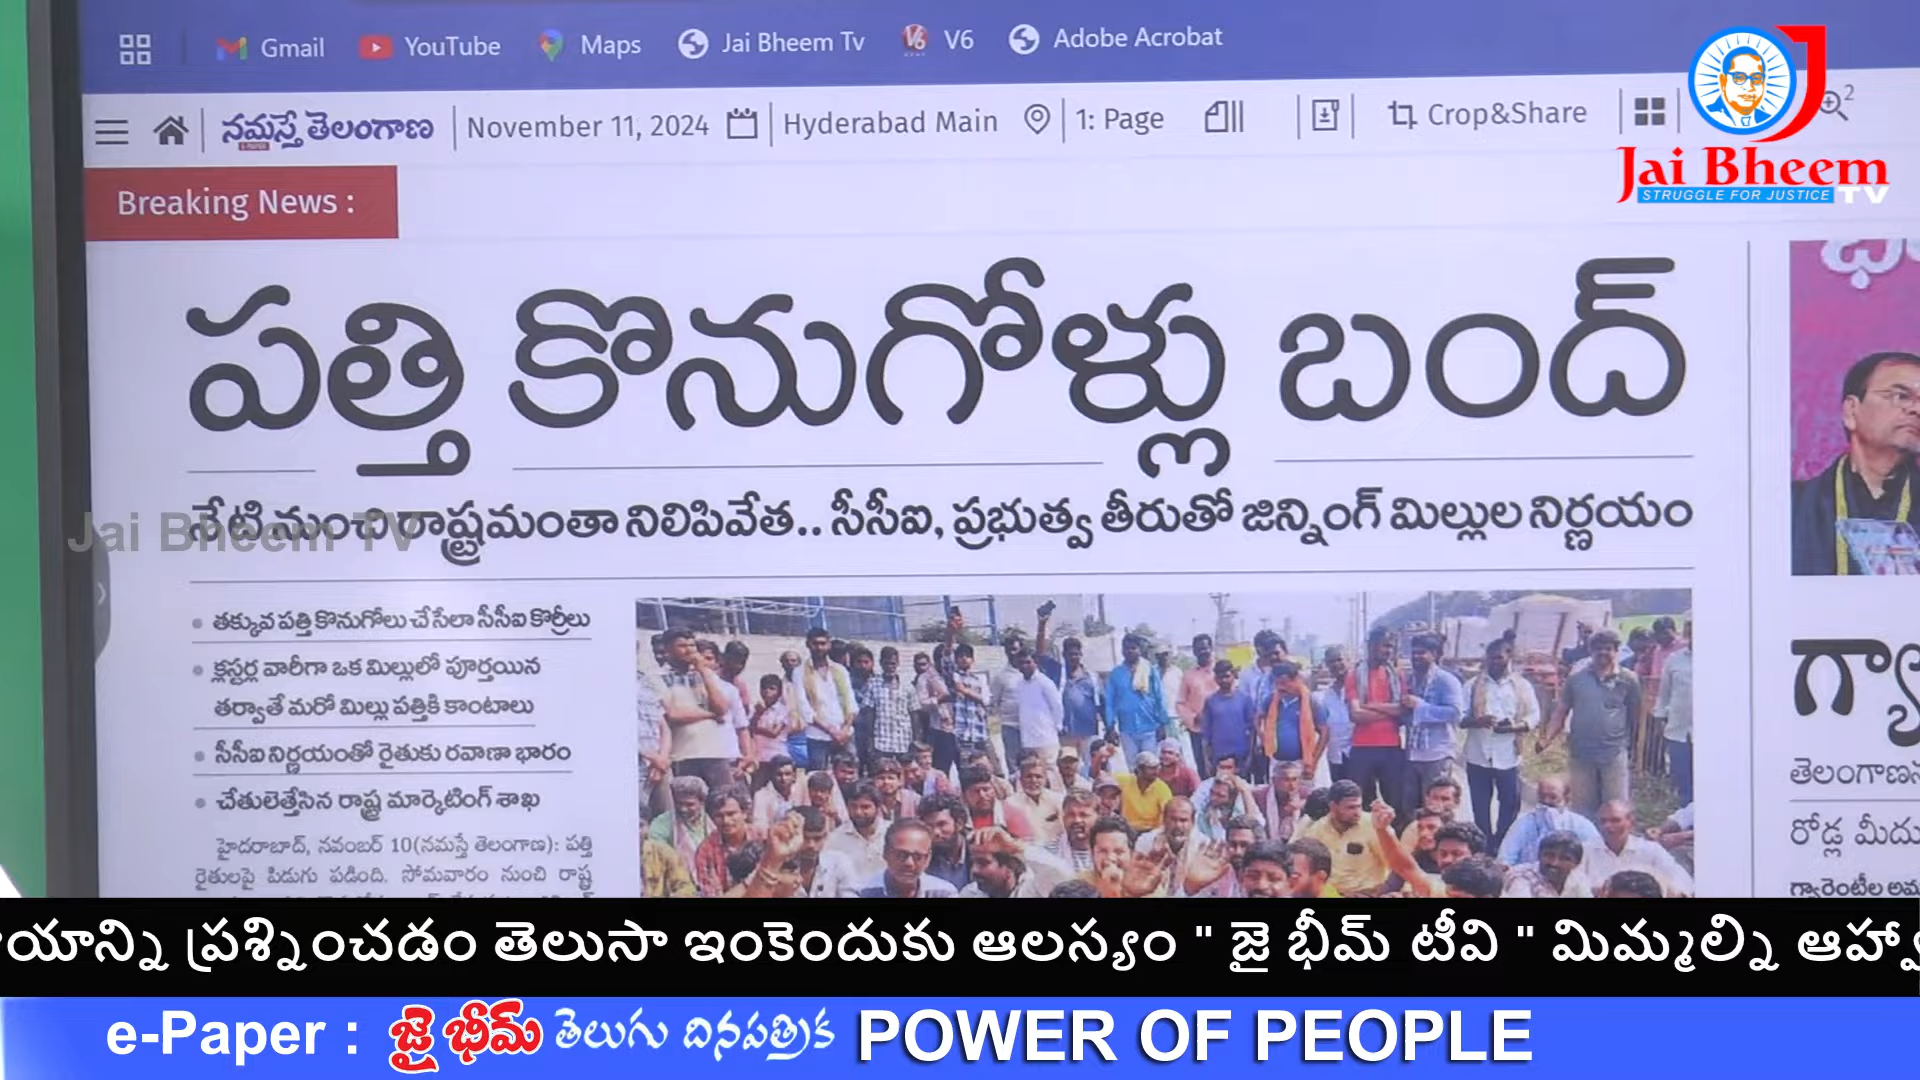 Gmail YouTube Maps Jai Bheem Tv V6 Adobe Acrobat
నమస్తే తెలంగాణ November 11, 2024 Hyderabad Main 1: Page Crop&Share
Jai Bheem
STRUGGLE FOR JUSTICE TV
Breaking News :
పత్తి కొనుగోళ్లు బంద్
నేటి నుంచి రాష్ట్రమంతా నిలిపివేత.. సీసీఐ, ప్రభుత్వ తీరుతో జిన్నింగ్ మిల్లుల నిర్ణయం
Jai Bheem TV
తక్కువ పత్తి కొనుగోలు చేసేలా సీసీఐ కొర్రీలు
క్లస్టర్ల వారీగా ఒక మిల్లులో పూర్తయిన
తర్వాతే మరో మిల్లు పత్తికి కాంటాలు
సీసీఐ నిర్ణయంతో రైతుకు రవాణా భారం
చేతులెత్తేసిన రాష్ట్ర మార్కెటింగ్ శాఖ
హైదరాబాద్, నవంబర్ 10(నమస్తే తెలంగాణ): పత్తి
రైతులపై పిడుగు పడింది. సోమవారం నుంచి రాష్ట్ర
గ్యా
తెలంగాణ
రోడ్ల మీదు
గ్యారెంటీల అమ
యాన్ని ప్రశ్నించడం తెలుసా ఇంకెందుకు ఆలస్యం " జై భీమ్ టీవి " మిమ్మల్ని ఆహ్వా
e-Paper : జై భీమ్ తెలుగు దినపత్రిక POWER OF PEOPLE